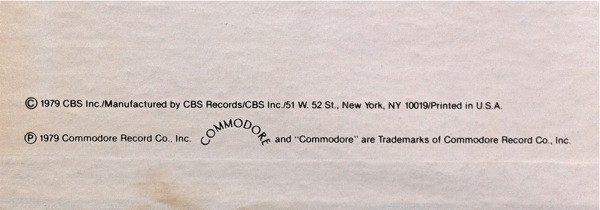 © 1979 CBS Inc./Manufactured by CBS Records/CBS Inc./51 W. 52 St., New York, NY 10019/Printed in U.S.A.
℗ 1979 Commodore Record Co., Inc. COMMODORE and "Commodore" are Trademarks of Commodore Record Co., Inc.